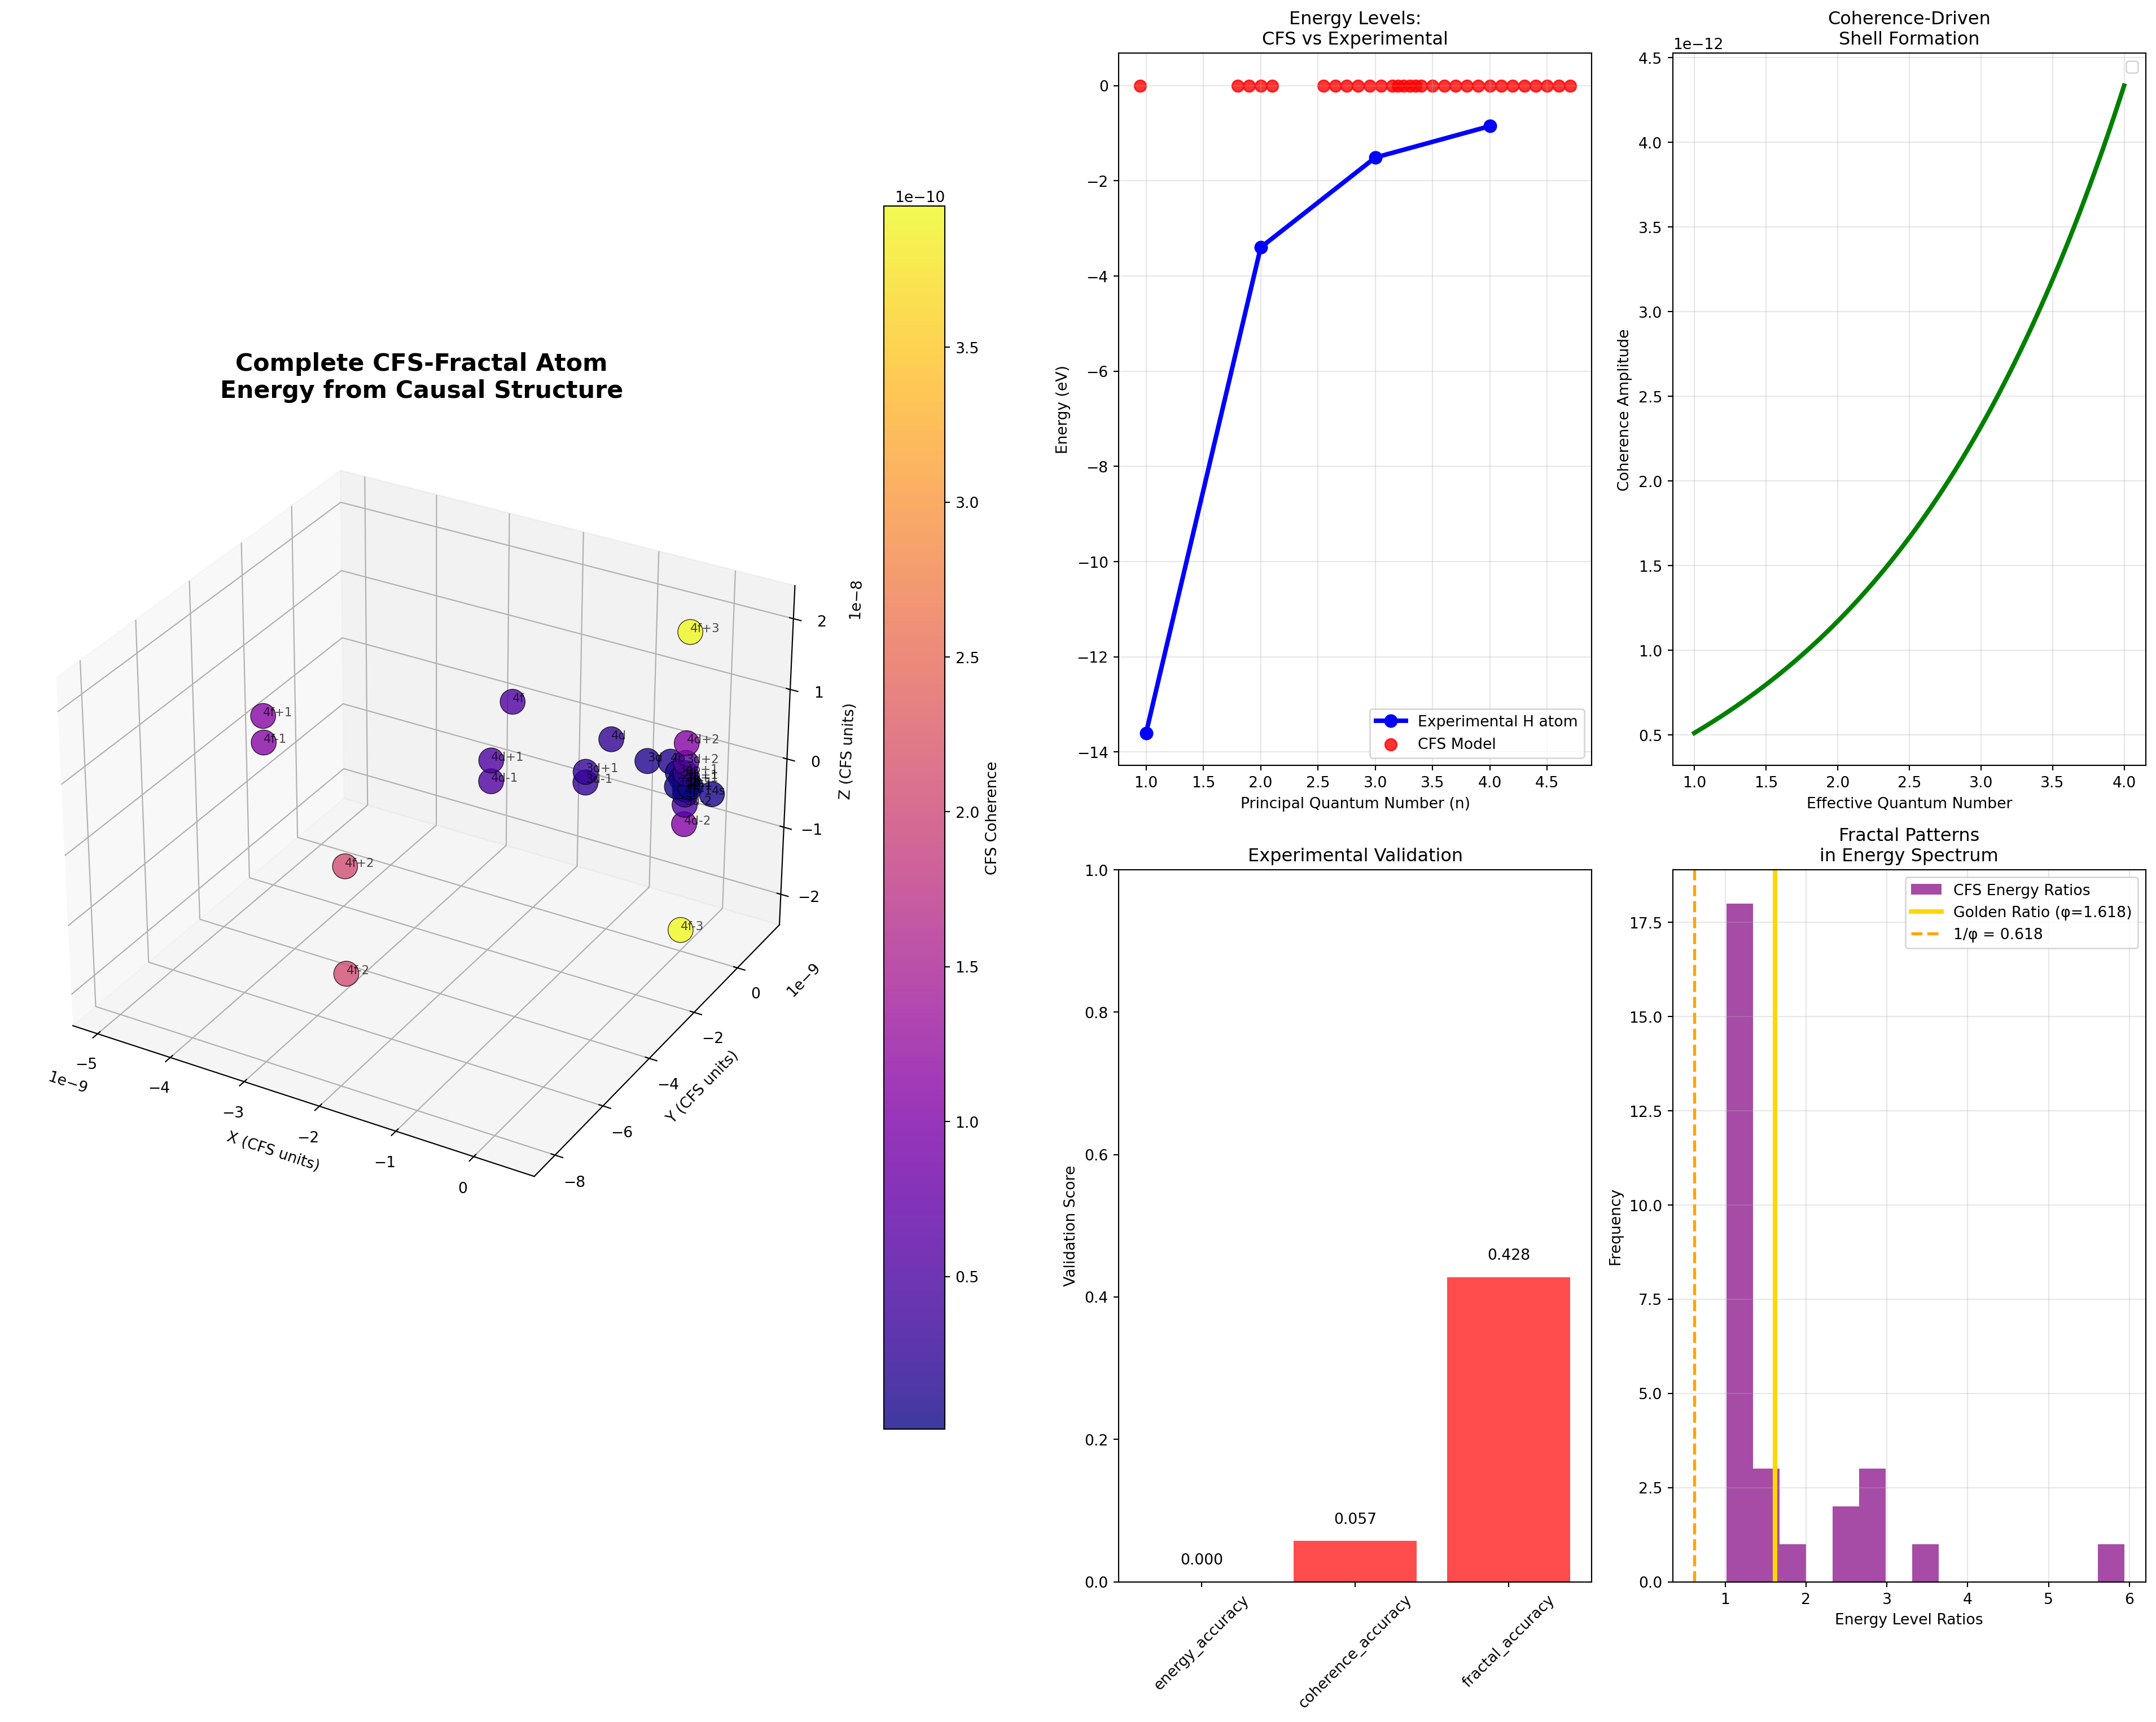 Complete CFS-Fractal Atom
Energy from Causal Structure
1e−10
3.5
3.0
2.5
2.0
1.5
1.0
0.5
CFS Coherence
4f+3
4f
4f+1
4f-1
4d
4d+2
4d+1
4d-1
3d
3d+2
3d+1
3d-1
4s
4d-2
4f+2
4f-3
4f-2
1e−8
2
1
0
−1
−2
Z (CFS units)
1e−9
0
−2
−4
−6
−8
Y (CFS units)
−5
−4
−3
−2
−1
0
1e−9
X (CFS units)
Energy Levels:
CFS vs Experimental
0
−2
−4
−6
−8
−10
−12
−14
Energy (eV)
Experimental H atom
CFS Model
1.0 1.5 2.0 2.5 3.0 3.5 4.0 4.5
Principal Quantum Number (n)
Coherence-Driven
Shell Formation
1e−12
4.5
4.0
3.5
3.0
2.5
2.0
1.5
1.0
0.5
Coherence Amplitude
1.0 1.5 2.0 2.5 3.0 3.5 4.0
Effective Quantum Number
Experimental Validation
1.0
0.8
0.6
0.4
0.2
0.0
Validation Score
0.000
0.057
0.428
energy_accuracy
coherence_accuracy
fractal_accuracy
Fractal Patterns
in Energy Spectrum
CFS Energy Ratios
Golden Ratio (φ=1.618)
1/φ = 0.618
17.5
15.0
12.5
10.0
7.5
5.0
2.5
0.0
Frequency
1 2 3 4 5 6
Energy Level Ratios